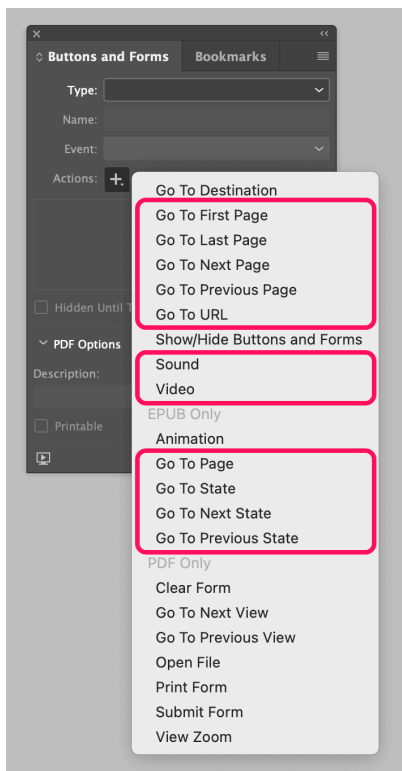 Buttons and Forms Bookmarks
Type:
Name:
Event:
Actions:
Go To Destination
Go To First Page
Go To Last Page
Go To Next Page
Go To Previous Page
Go To URL
Hidden Until T
Show/Hide Buttons and Forms
PDF Options
Sound
Description:
Video
EPUB Only
Printable
Animation
Go To Page
Go To State
Go To Next State
Go To Previous State
PDF Only
Clear Form
Go To Next View
Go To Previous View
Open File
Print Form
Submit Form
View Zoom